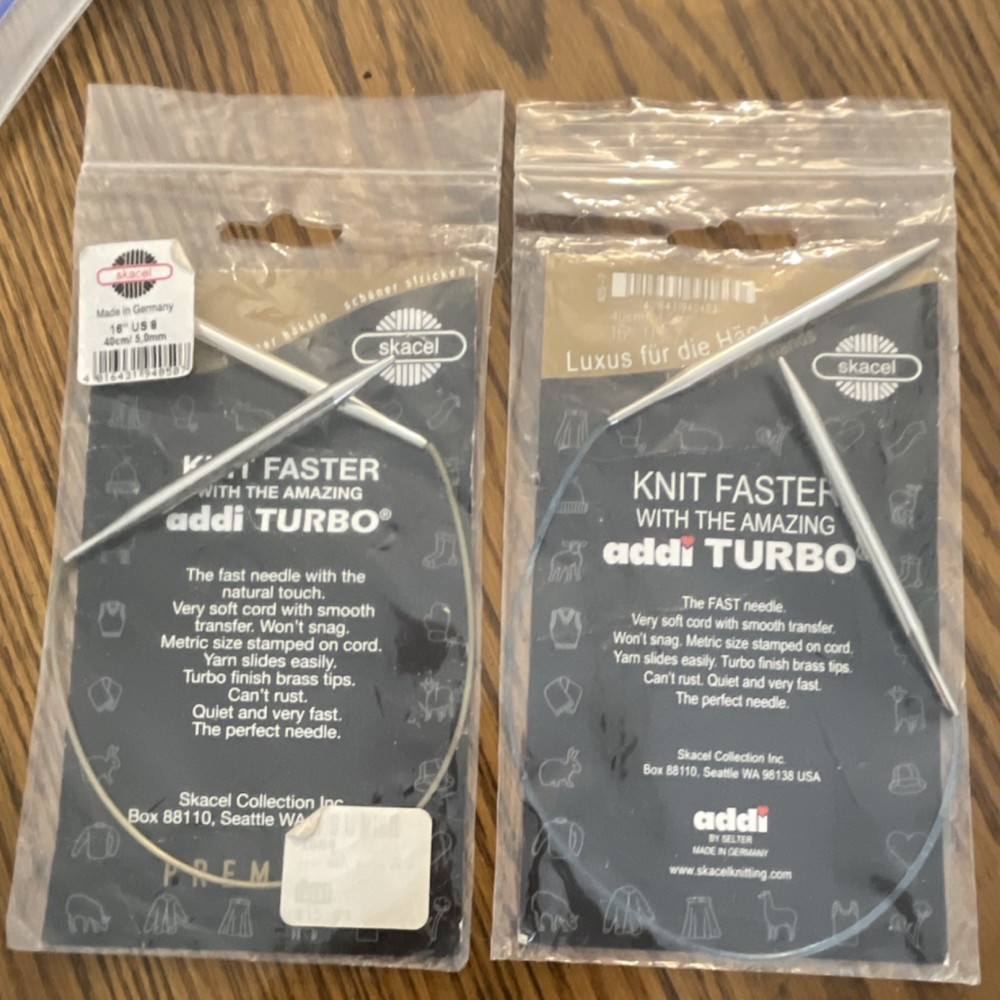 skacel
Made in Germany
16" US 8
40cm/ 5,0mm
schöner stricken
skacel
KNIT FASTER
WITH THE AMAZING
addi TURBO®
The fast needle with the
natural touch.
Very soft cord with smooth
transfer. Won't snag.
Metric size stamped on cord.
Yarn slides easily.
Turbo finish brass tips.
Can't rust.
Quiet and very fast.
The perfect needle.
Skacel Collection Inc
Box 88110, Seattle WA
PREM
Luxus für die Hände
skacel
KNIT FASTER
WITH THE AMAZING
addi TURBO
The FAST needle.
Very soft cord with smooth transfer.
Won't snag. Metric size stamped on cord.
Yarn slides easily. Turbo finish brass tips.
Can't rust. Quiet and very fast.
The perfect needle.
Skacel Collection Inc.
Box 88110, Seattle WA 98138 USA
addi
BY SELTER
MADE IN GERMANY
www.skacelknitting.com